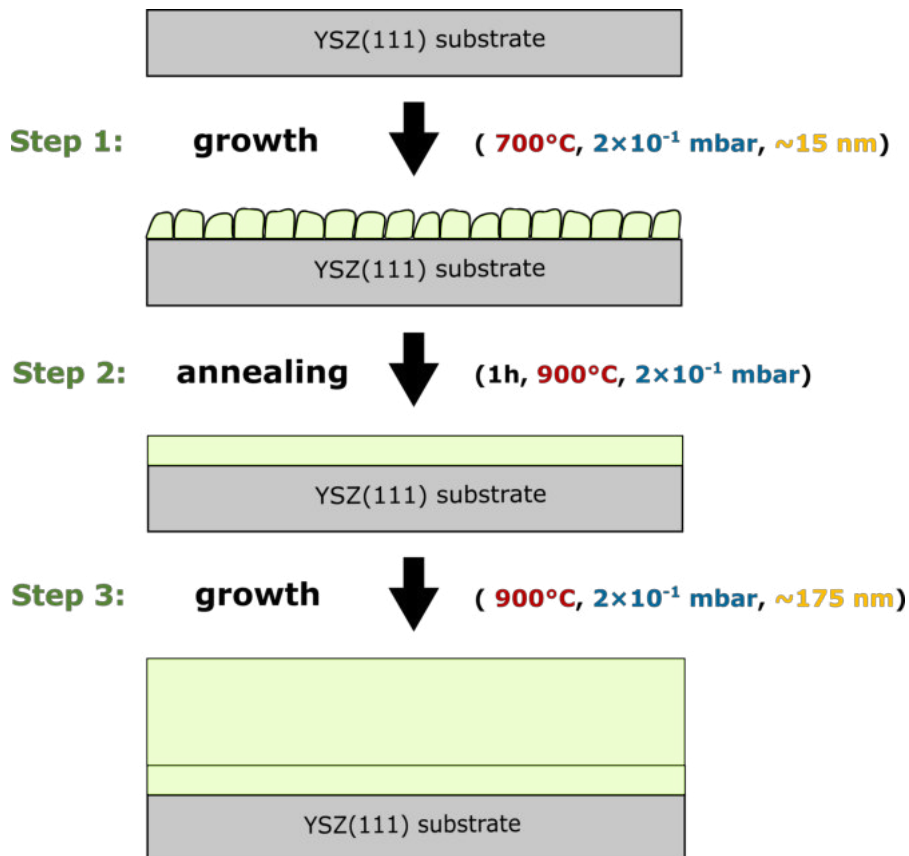 YSZ(111) substrate
Step 1: growth ( 700°C, 2×10⁻¹ mbar, ~15 nm)
YSZ(111) substrate
Step 2: annealing (1h, 900°C, 2×10⁻¹ mbar)
YSZ(111) substrate
Step 3: growth ( 900°C, 2×10⁻¹ mbar, ~175 nm)
YSZ(111) substrate